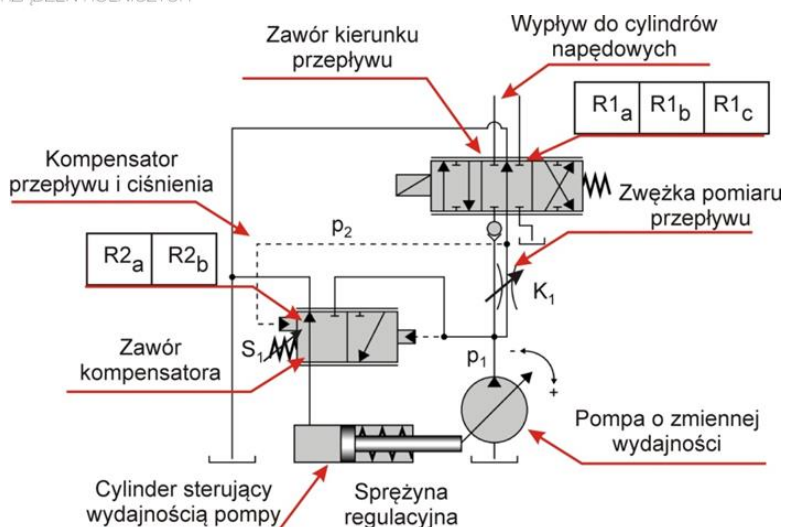 Zawór kierunku
przepływu
Wypływ do cylindrów
napędowych
R1a R1b R1c
Kompensator
przepływu i ciśnienia
Zwężka pomiaru
przepływu
p2
R2a R2b
K1
S1
Zawór
kompensatora
p1
- +
Pompa o zmiennej
wydajności
Cylinder sterujący
wydajnością pompy
Sprężyna
regulacyjna